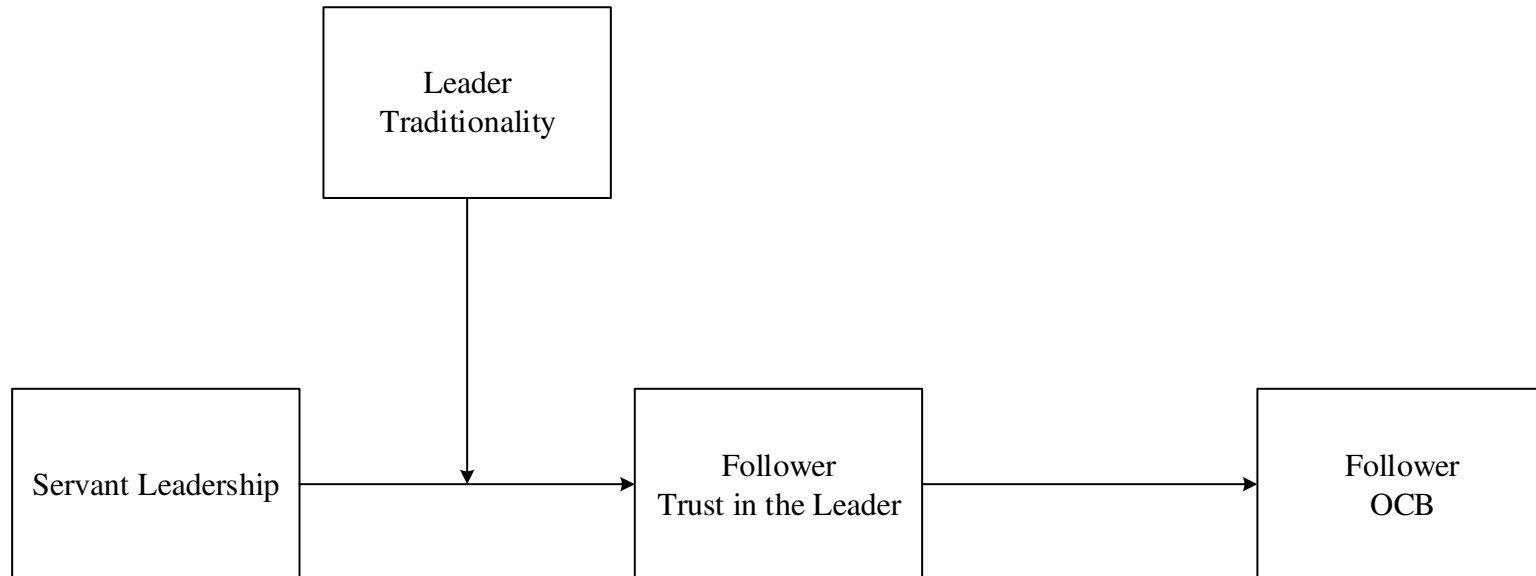 Leader
Traditionality
Servant Leadership
Follower
Trust in the Leader
Follower
OCB